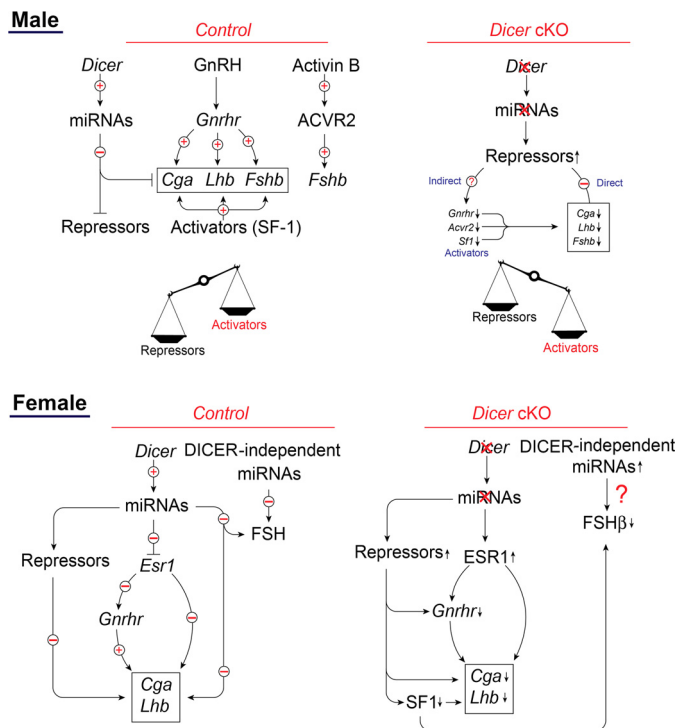 Male
Control
Dicer cKO
Dicer GnRH Activin B
+ +
miRNAs Gnrhr ACVR2
− + + + +
Cga Lhb Fshb Fshb
Repressors Activators (SF-1)
+
Repressors
Activators
Dicer
miRNAs
Repressors↑
Indirect ? − Direct
Gnrhr↓ Cga↓
Acvr2↓ Lhb↓
Sf1↓ Fshb↓
Activators
Repressors
Activators
Female
Control
Dicer cKO
Dicer DICER-independent
+ miRNAs
miRNAs −
− − FSH
Repressors Esr1
− −
Gnrhr
− + −
Cga
Lhb
Dicer DICER-independent
miRNAs↑
miRNAs ?
FSHβ↓
Repressors↑ ESR1↑
Gnrhr↓
Cga↓
SF1↓ Lhb↓